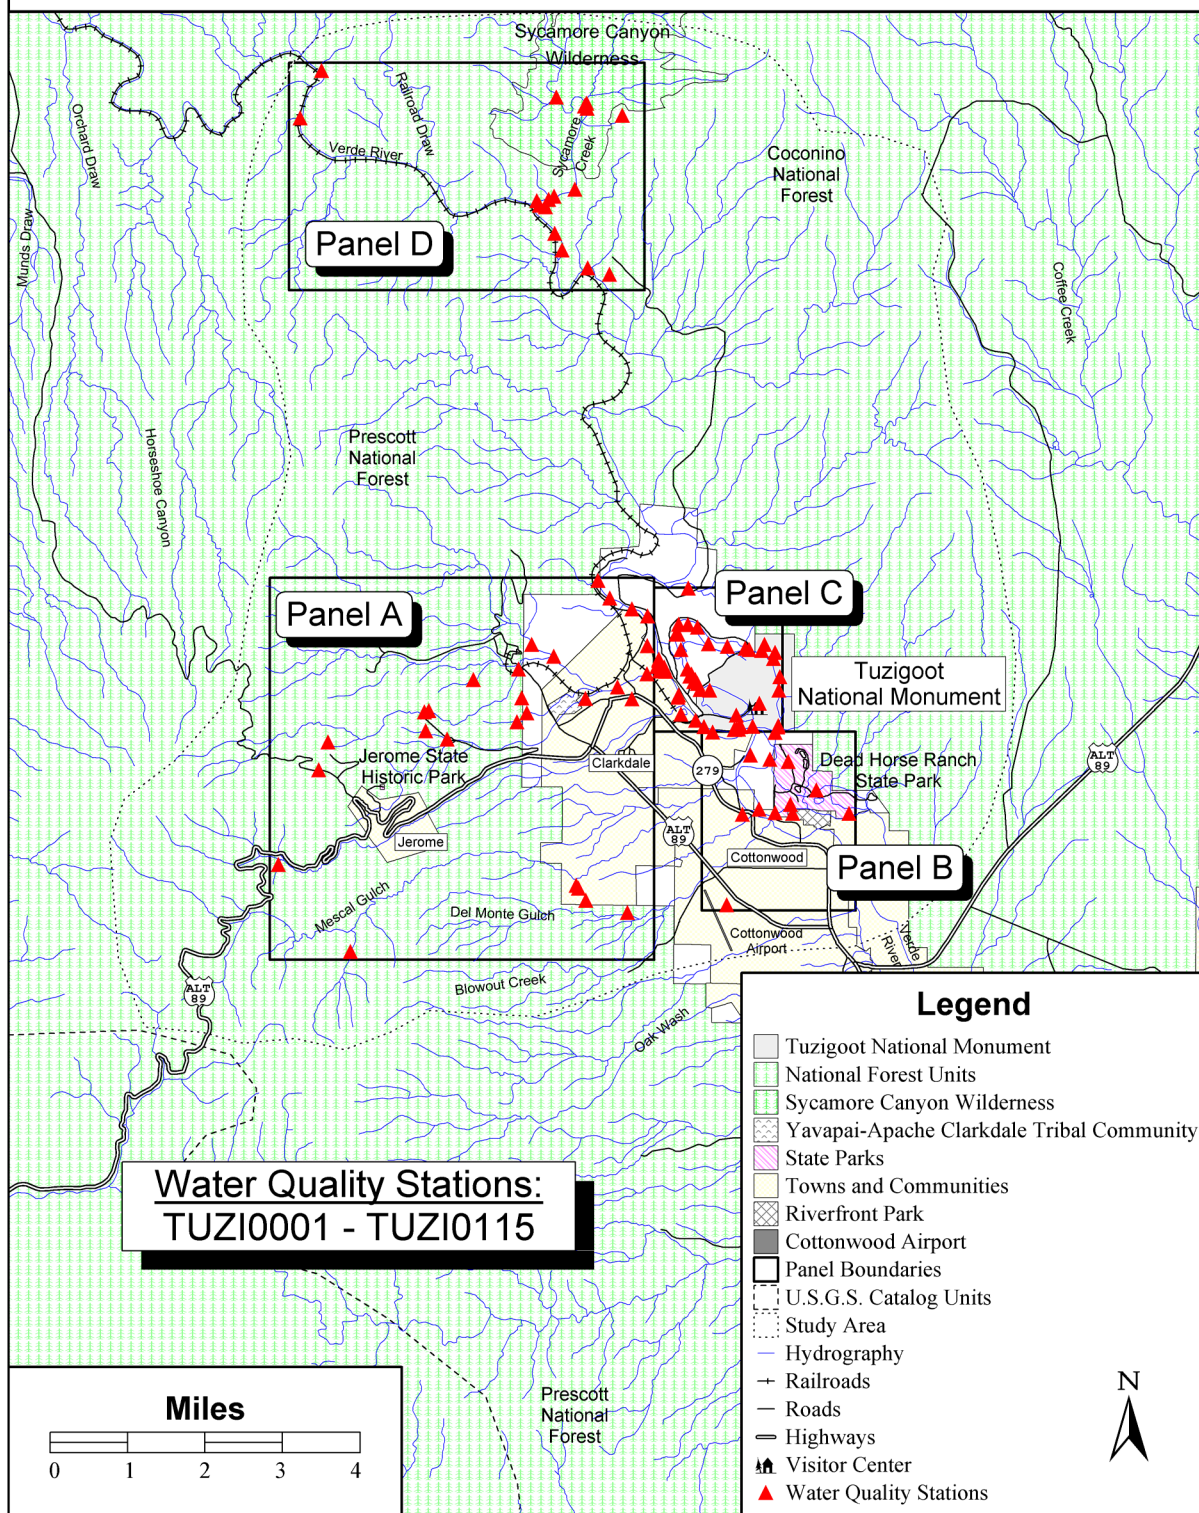 Sycamore Canyon
Wilderness
Orchard Draw
Railroad Draw
Verde River
Sycamore
Creek
Coconino
National
Forest
Munds Draw
Panel D
Coffee Creek
Horseshoe Canyon
Prescott
National
Forest
Panel A
Panel C
Tuzigoot
National Monument
Jerome State
Historic Park
Clarkdale
279
Dead Horse Ranch
State Park
ALT
89
ALT
89
Jerome
Cottonwood
Panel B
Mescal Gulch
Del Monte Gulch
Cottonwood
Airport
Verde
River
ALT
89
Blowout Creek
Oak Wash
Water Quality Stations:
TUZI0001 - TUZI0115
Prescott
National
Forest
Miles
0 1 2 3 4
Legend
Tuzigoot National Monument
National Forest Units
Sycamore Canyon Wilderness
Yavapai-Apache Clarkdale Tribal Community
State Parks
Towns and Communities
Riverfront Park
Cottonwood Airport
Panel Boundaries
U.S.G.S. Catalog Units
Study Area
Hydrography
Railroads
Roads
Highways
Visitor Center
Water Quality Stations
N